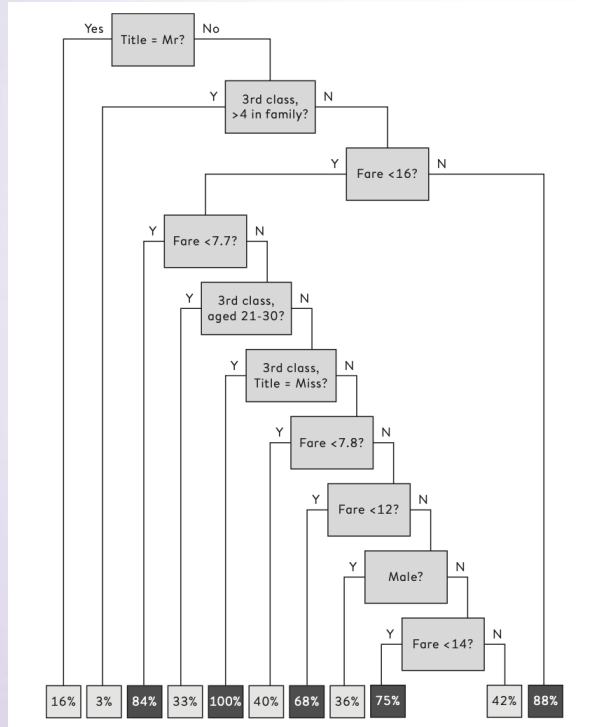 Yes
Title = Mr?
No
Y
3rd class,
>4 in family?
N
Y
Fare <16?
N
Y
Fare <7.7?
N
Y
3rd class,
aged 21-30?
N
Y
3rd class,
Title = Miss?
N
Y
Fare <7.8?
N
Y
Fare <12?
N
Y
Male?
N
Y
Fare <14?
N
16% 3% 84% 33% 100% 40% 68% 36% 75% 42% 88%